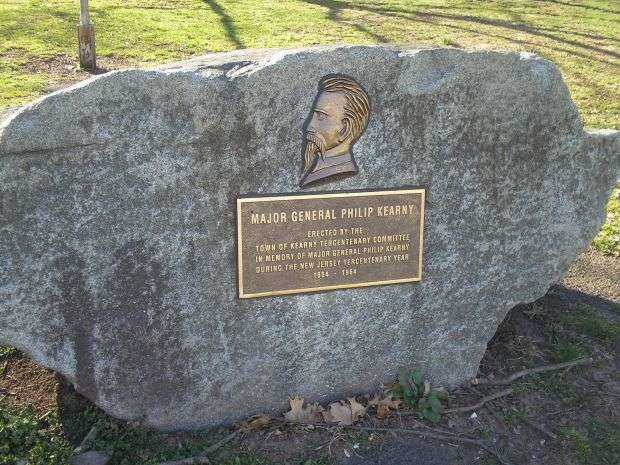 MAJOR GENERAL PHILIP KEARNY
ERECTED BY THE
TOWN OF KEARNY TERCENTENARY COMMITTEE
IN MEMORY OF MAJOR GENERAL PHILIP KEARNY
DURING THE NEW JERSEY TERCENTENARY YEAR
1664 - 1964